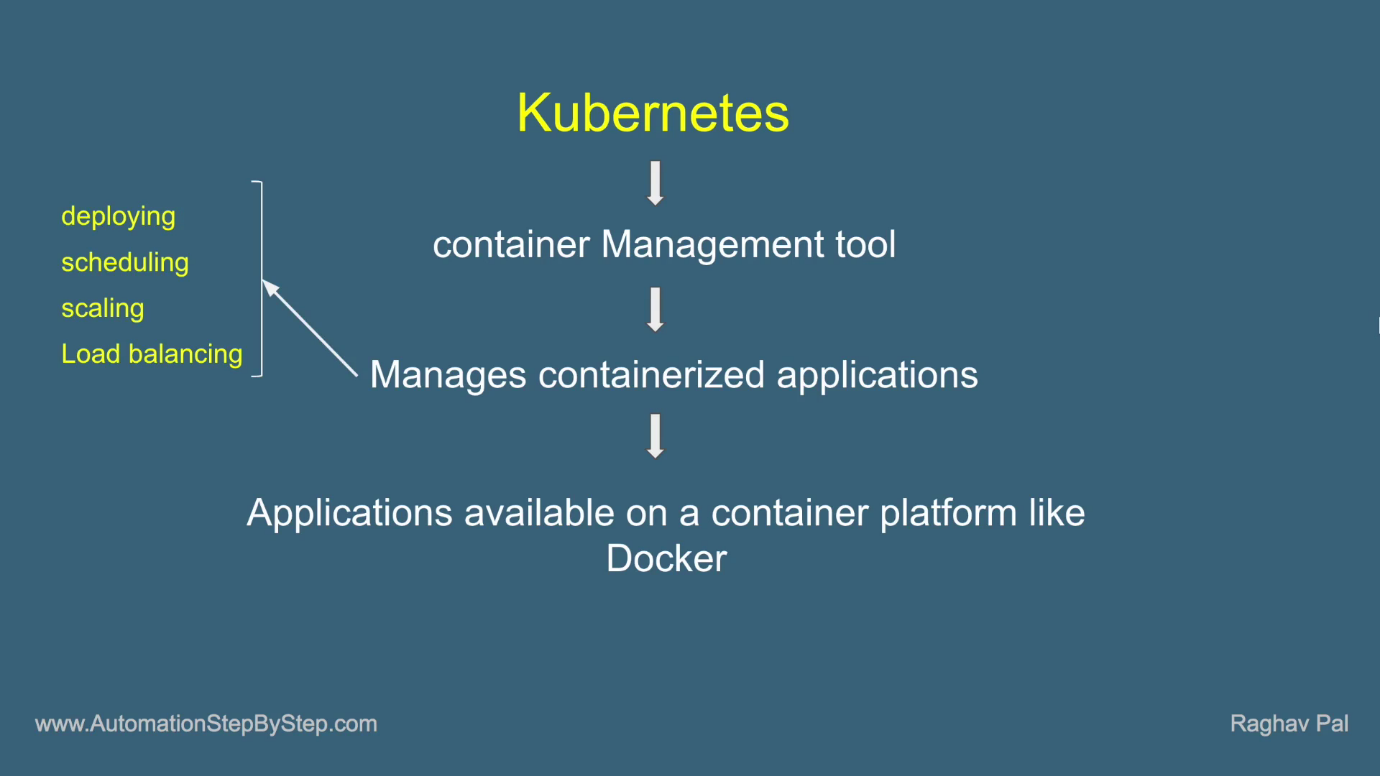 Kubernetes
deploying
scheduling
scaling
Load balancing
container Management tool
Manages containerized applications
Applications available on a container platform like
Docker
www.AutomationStepByStep.com
Raghav Pal